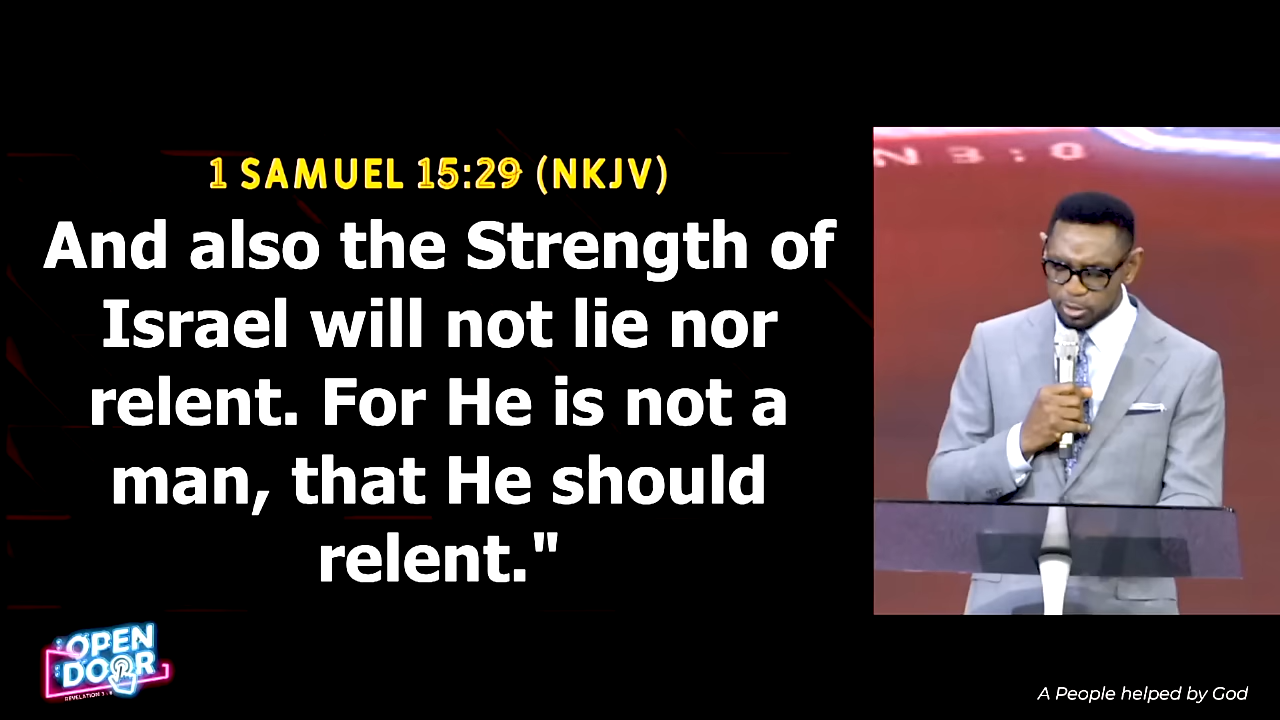 1 SAMUEL 15:29 (NKJV)
And also the Strength of
Israel will not lie nor
relent. For He is not a
man, that He should
relent."
OPEN
DOOR
A People helped by God